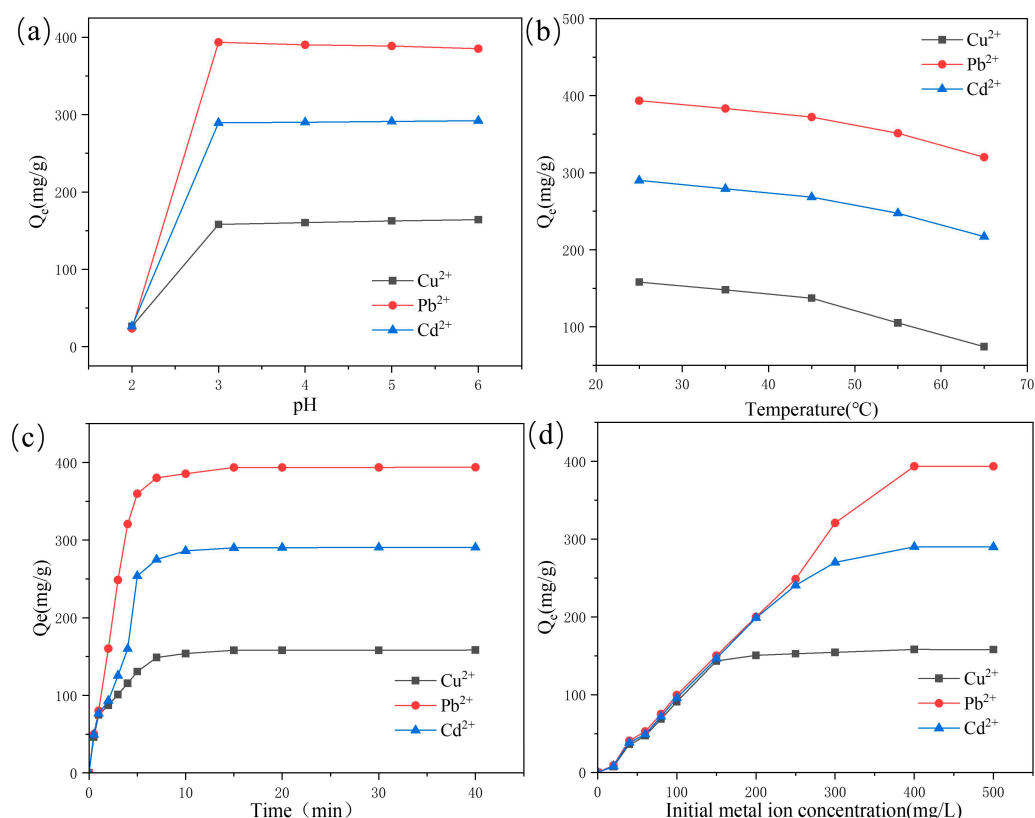 (a)
400
300
200
100
0
Qe(mg/g)
Cu2+
Pb2+
Cd2+
2 3 4 5 6
pH
(b)
500
400
300
200
100
Qe(mg/g)
Cu2+
Pb2+
Cd2+
20 30 40 50 60 70
Temperature(℃)
(c)
400
300
200
100
0
Qe(mg/g)
Cu2+
Pb2+
Cd2+
0 10 20 30 40
Time（min）
(d)
400
300
200
100
0
Qe(mg/g)
Cu2+
Pb2+
Cd2+
0 100 200 300 400 500
Initial metal ion concentration(mg/L)